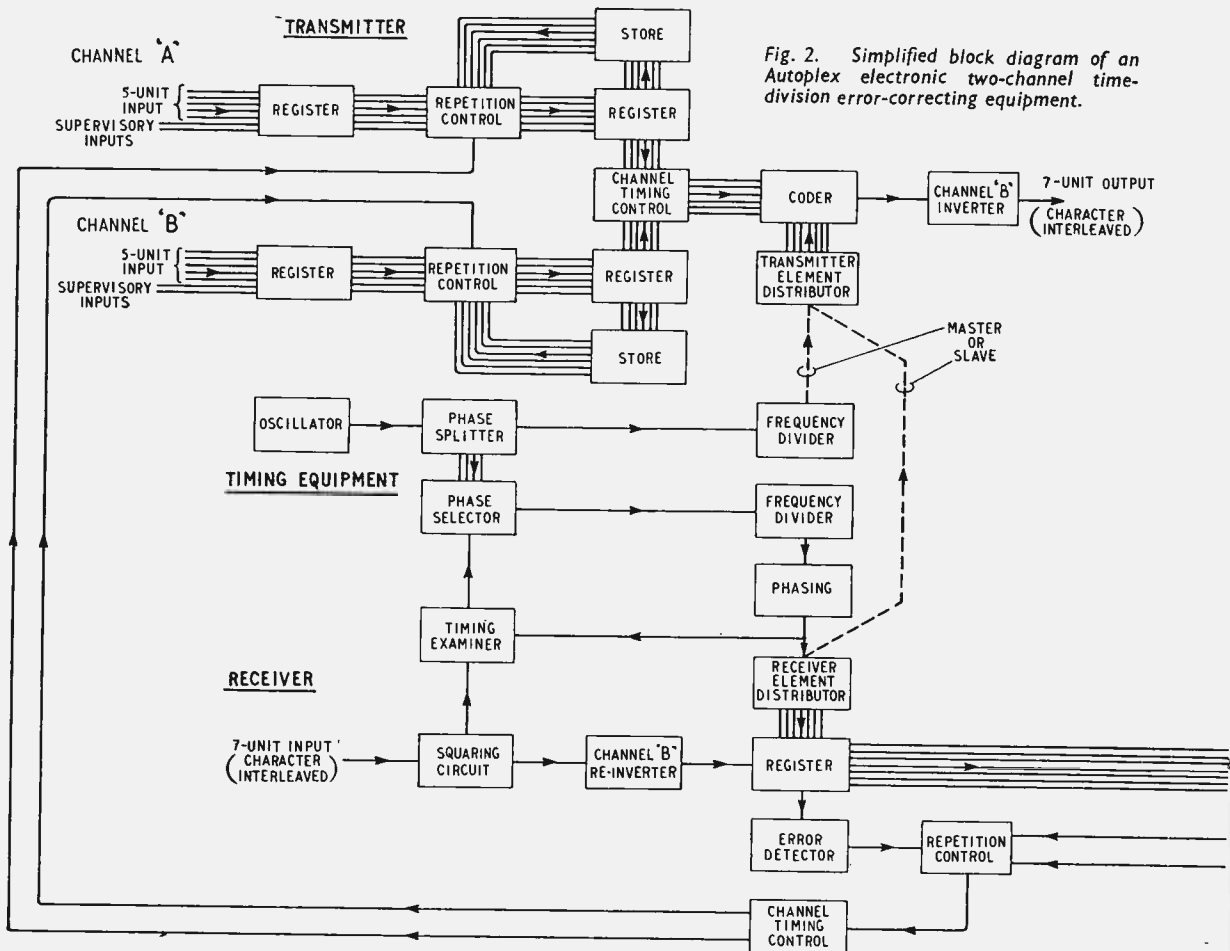 TRANSMITTER
CHANNEL 'A'
5-UNIT
INPUT
SUPERVISORY
INPUTS
REGISTER
REPETITION
CONTROL
STORE
REGISTER
Fig. 2. Simplified block diagram of an
Autoplex electronic two-channel time-
division error-correcting equipment.
CHANNEL
TIMING
CONTROL
CODER
CHANNEL 'B'
INVERTER
7-UNIT OUTPUT
(CHARACTER
INTERLEAVED)
CHANNEL 'B'
5-UNIT
INPUT
SUPERVISORY
INPUTS
REGISTER
REPETITION
CONTROL
REGISTER
STORE
TRANSMITTER
ELEMENT
DISTRIBUTOR
MASTER
OR
SLAVE
OSCILLATOR
PHASE
SPLITTER
FREQUENCY
DIVIDER
TIMING EQUIPMENT
PHASE
SELECTOR
FREQUENCY
DIVIDER
PHASING
TIMING
EXAMINER
RECEIVER
RECEIVER
ELEMENT
DISTRIBUTOR
7-UNIT INPUT
(CHARACTER
INTERLEAVED)
SQUARING
CIRCUIT
CHANNEL 'B'
RE-INVERTER
REGISTER
ERROR
DETECTOR
REPETITION
CONTROL
CHANNEL
TIMING
CONTROL